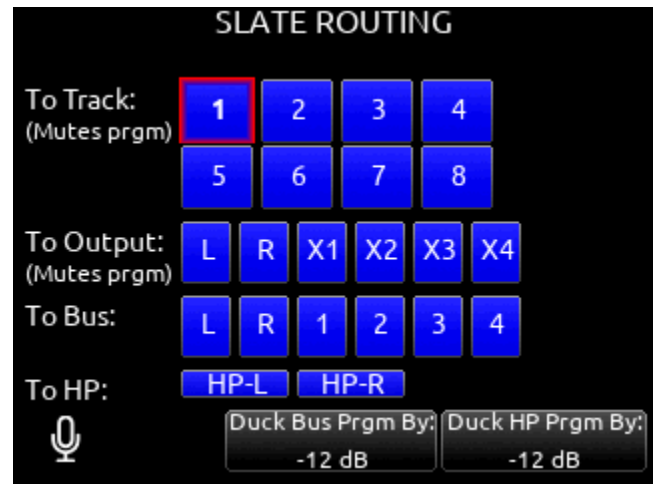 SLATE ROUTING
To Track:
(Mutes prgm)
1 2 3 4
5 6 7 8
To Output:
(Mutes prgm)
L R X1 X2 X3 X4
To Bus:
L R 1 2 3 4
To HP:
HP-L HP-R
Duck Bus Prgm By: Duck HP Prgm By:
-12 dB -12 dB